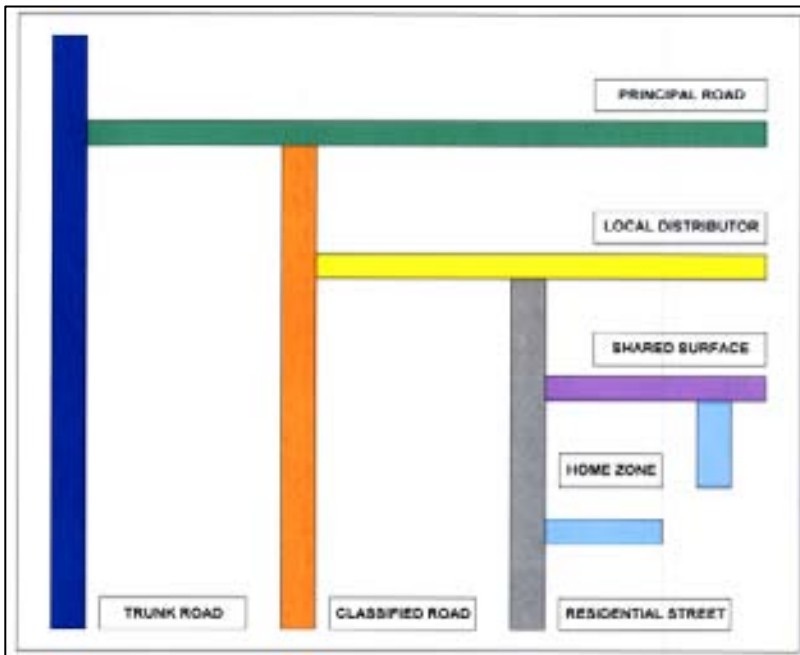 PRINCIPAL ROAD
LOCAL DISTRIBUTOR
SHARED SURFACE
HOME ZONE
TRUNK ROAD
CLASSIFIED ROAD
RESIDENTIAL STREET